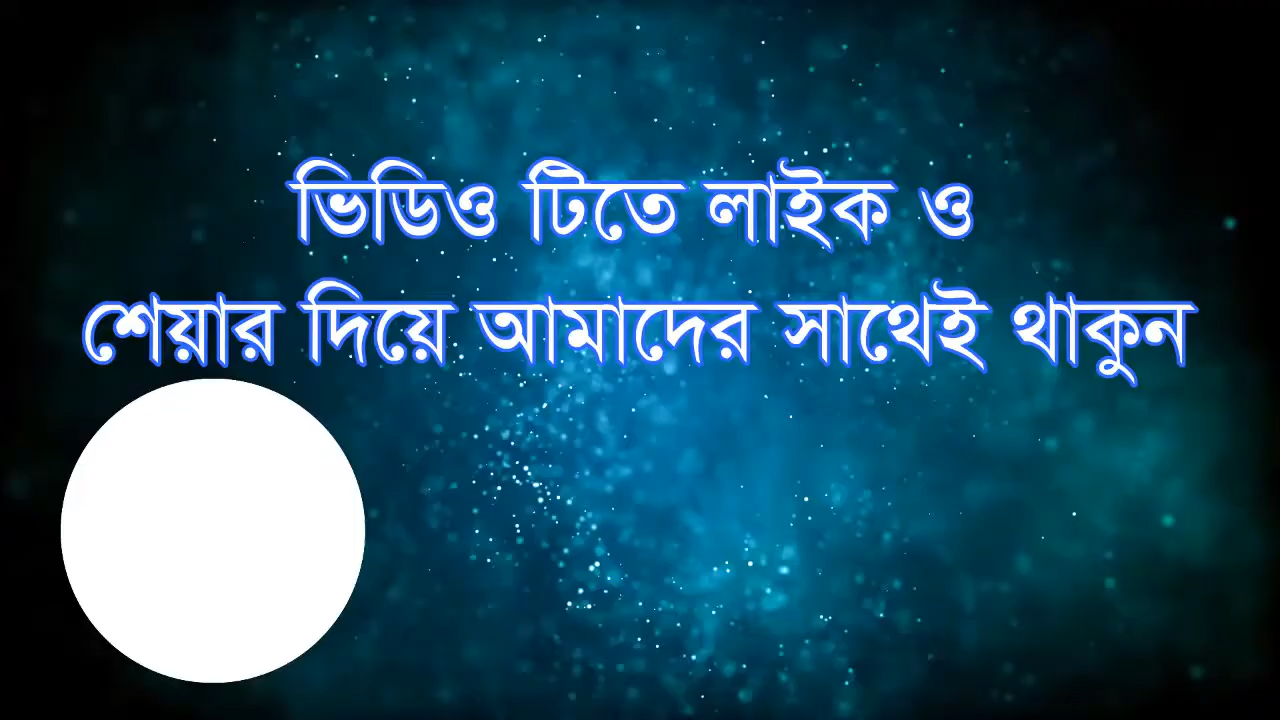 ভিডিও টিতে লাইক ও
শেয়ার দিয়ে আমাদের সাথেই থাকুন